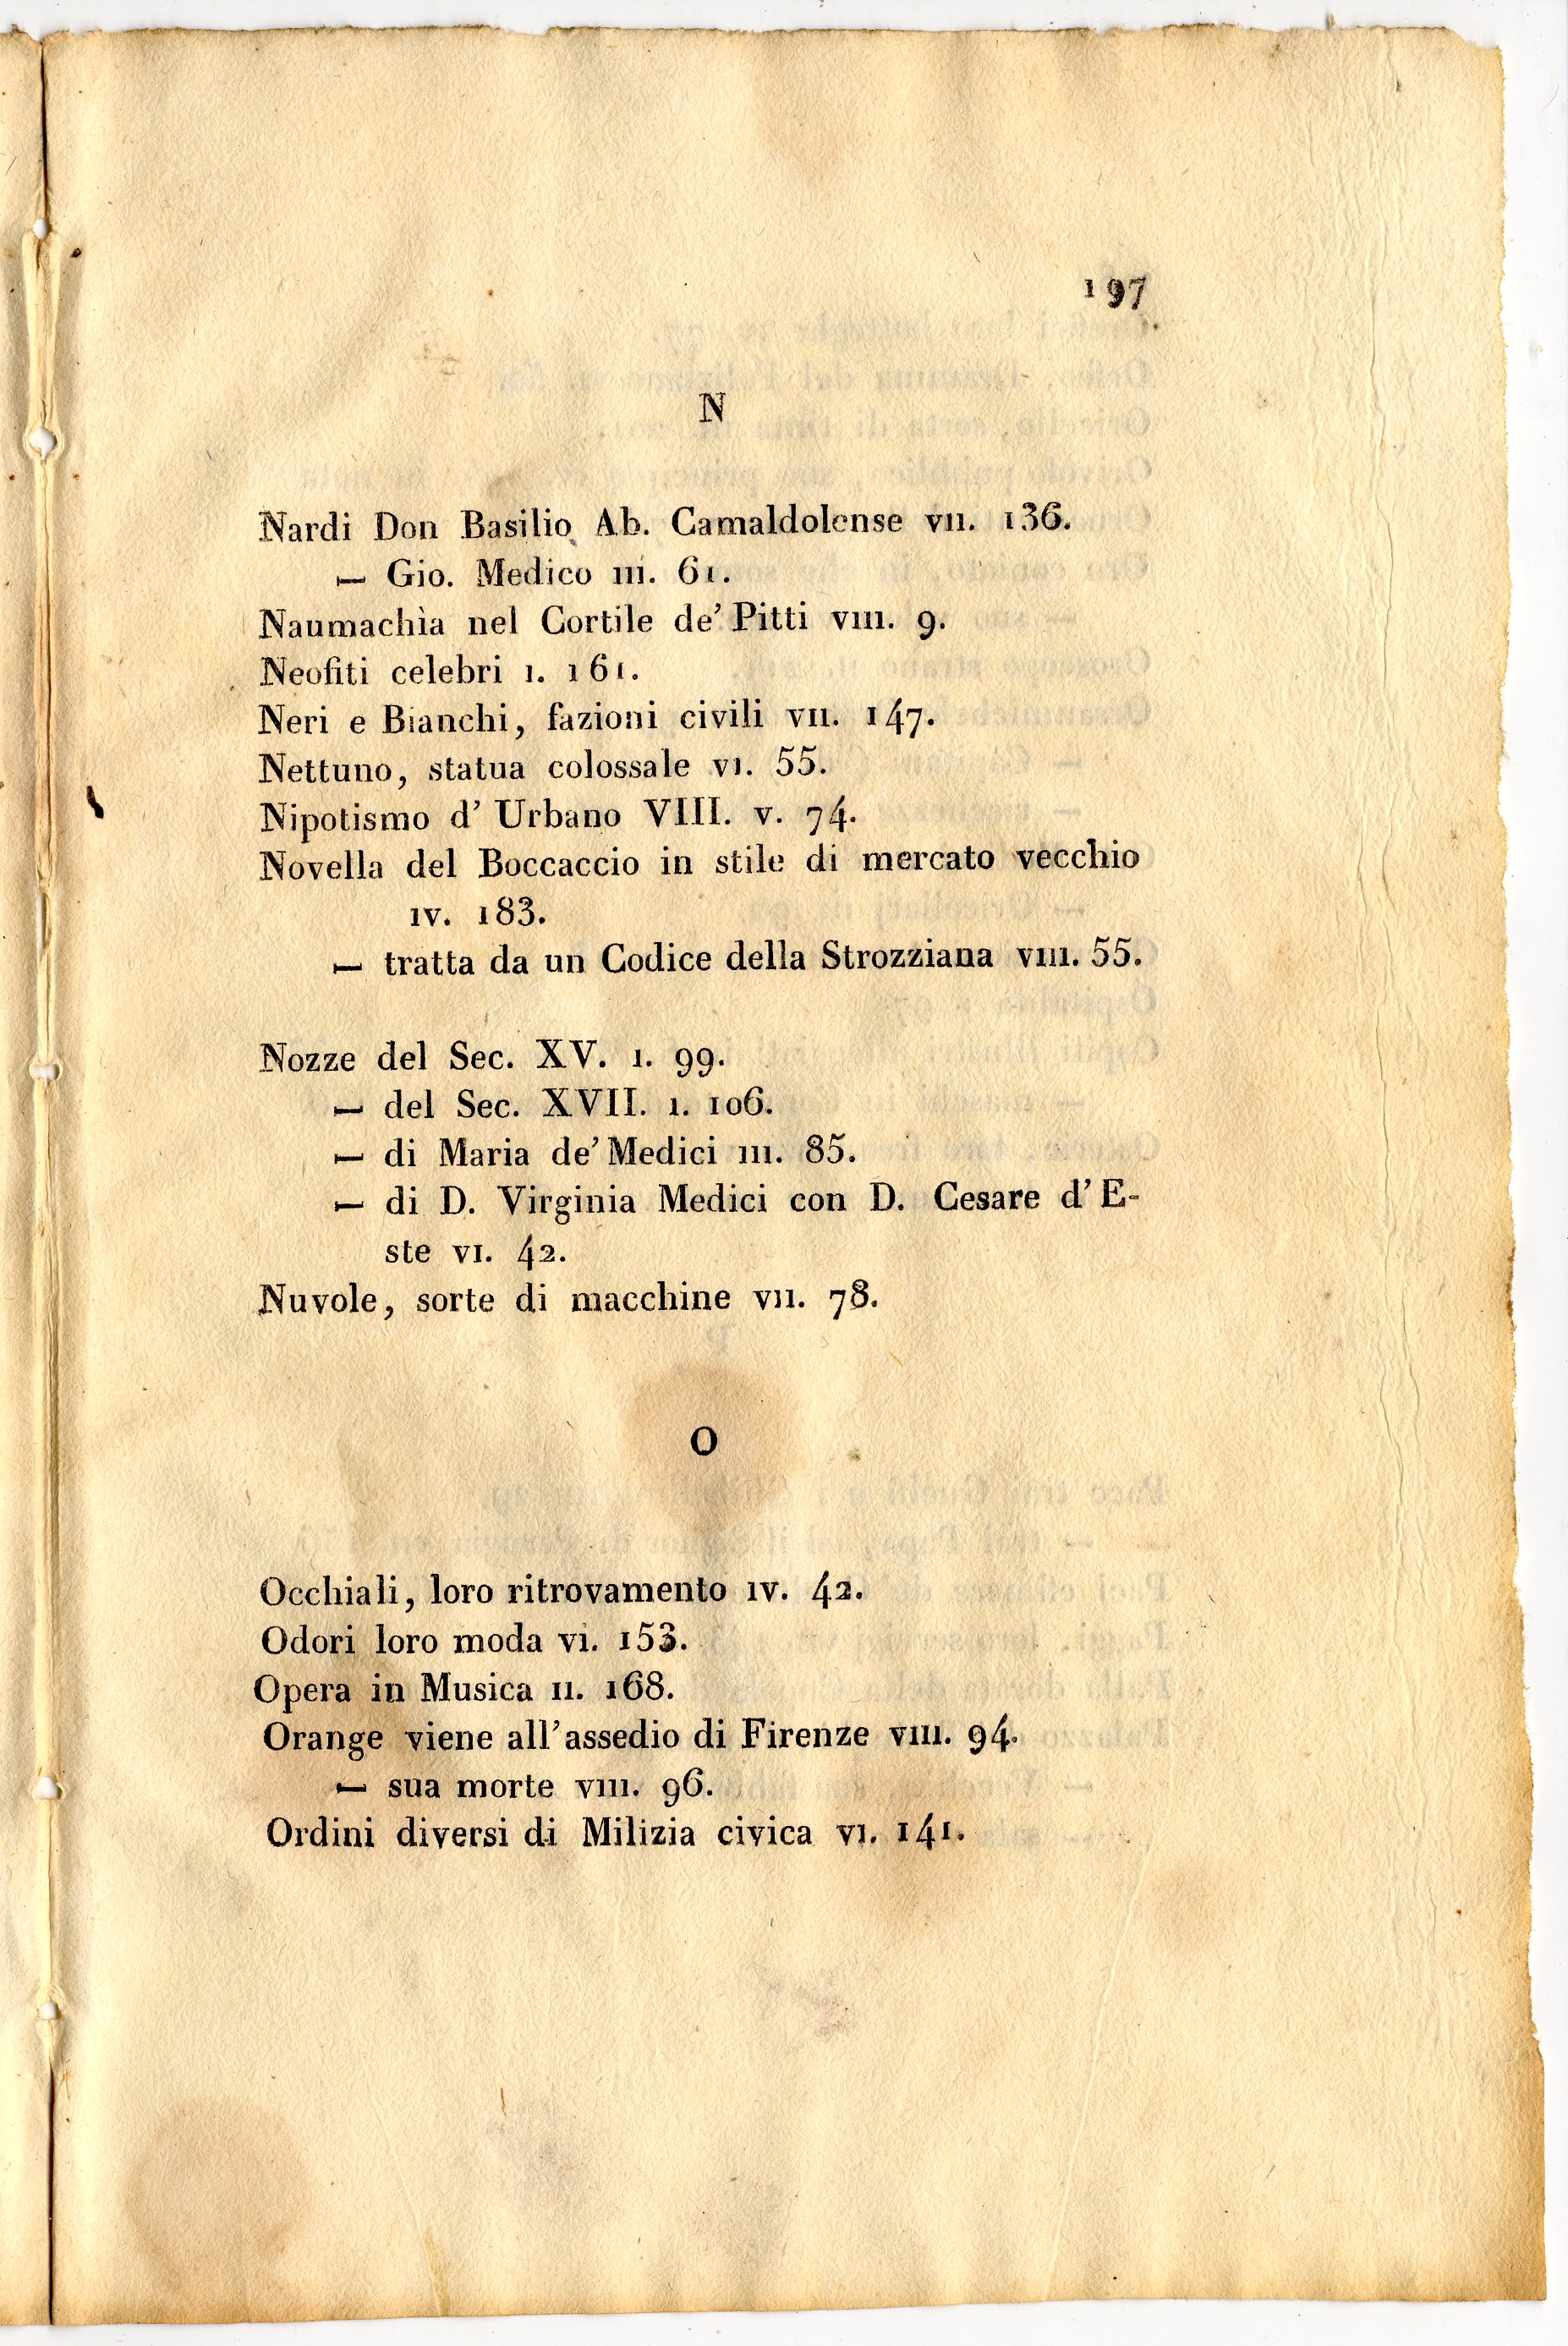 197
N
Nardi Don Basilio Ab. Camaldolense vii. 136.
— Gio. Medico iii. 61.
Naumachìa nel Cortile de' Pitti viii. 9.
Neofiti celebri i. 161.
Neri e Bianchi, fazioni civili vii. 147.
Nettuno, statua colossale vi. 55.
Nipotismo d' Urbano VIII. v. 74.
Novella del Boccaccio in stile di mercato vecchio
iv. 183.
— tratta da un Codice della Strozziana viii. 55.
Nozze del Sec. XV. i. 99.
— del Sec. XVII. i. 106.
— di Maria de' Medici iii. 85.
— di D. Virginia Medici con D. Cesare d' E-
ste vi. 42.
Nuvole, sorte di macchine vii. 78.
O
Occhiali, loro ritrovamento iv. 42.
Odori loro moda vi. 153.
Opera in Musica ii. 168.
Orange viene all'assedio di Firenze viii. 94.
— sua morte viii. 96.
Ordini diversi di Milizia civica vi. 141.